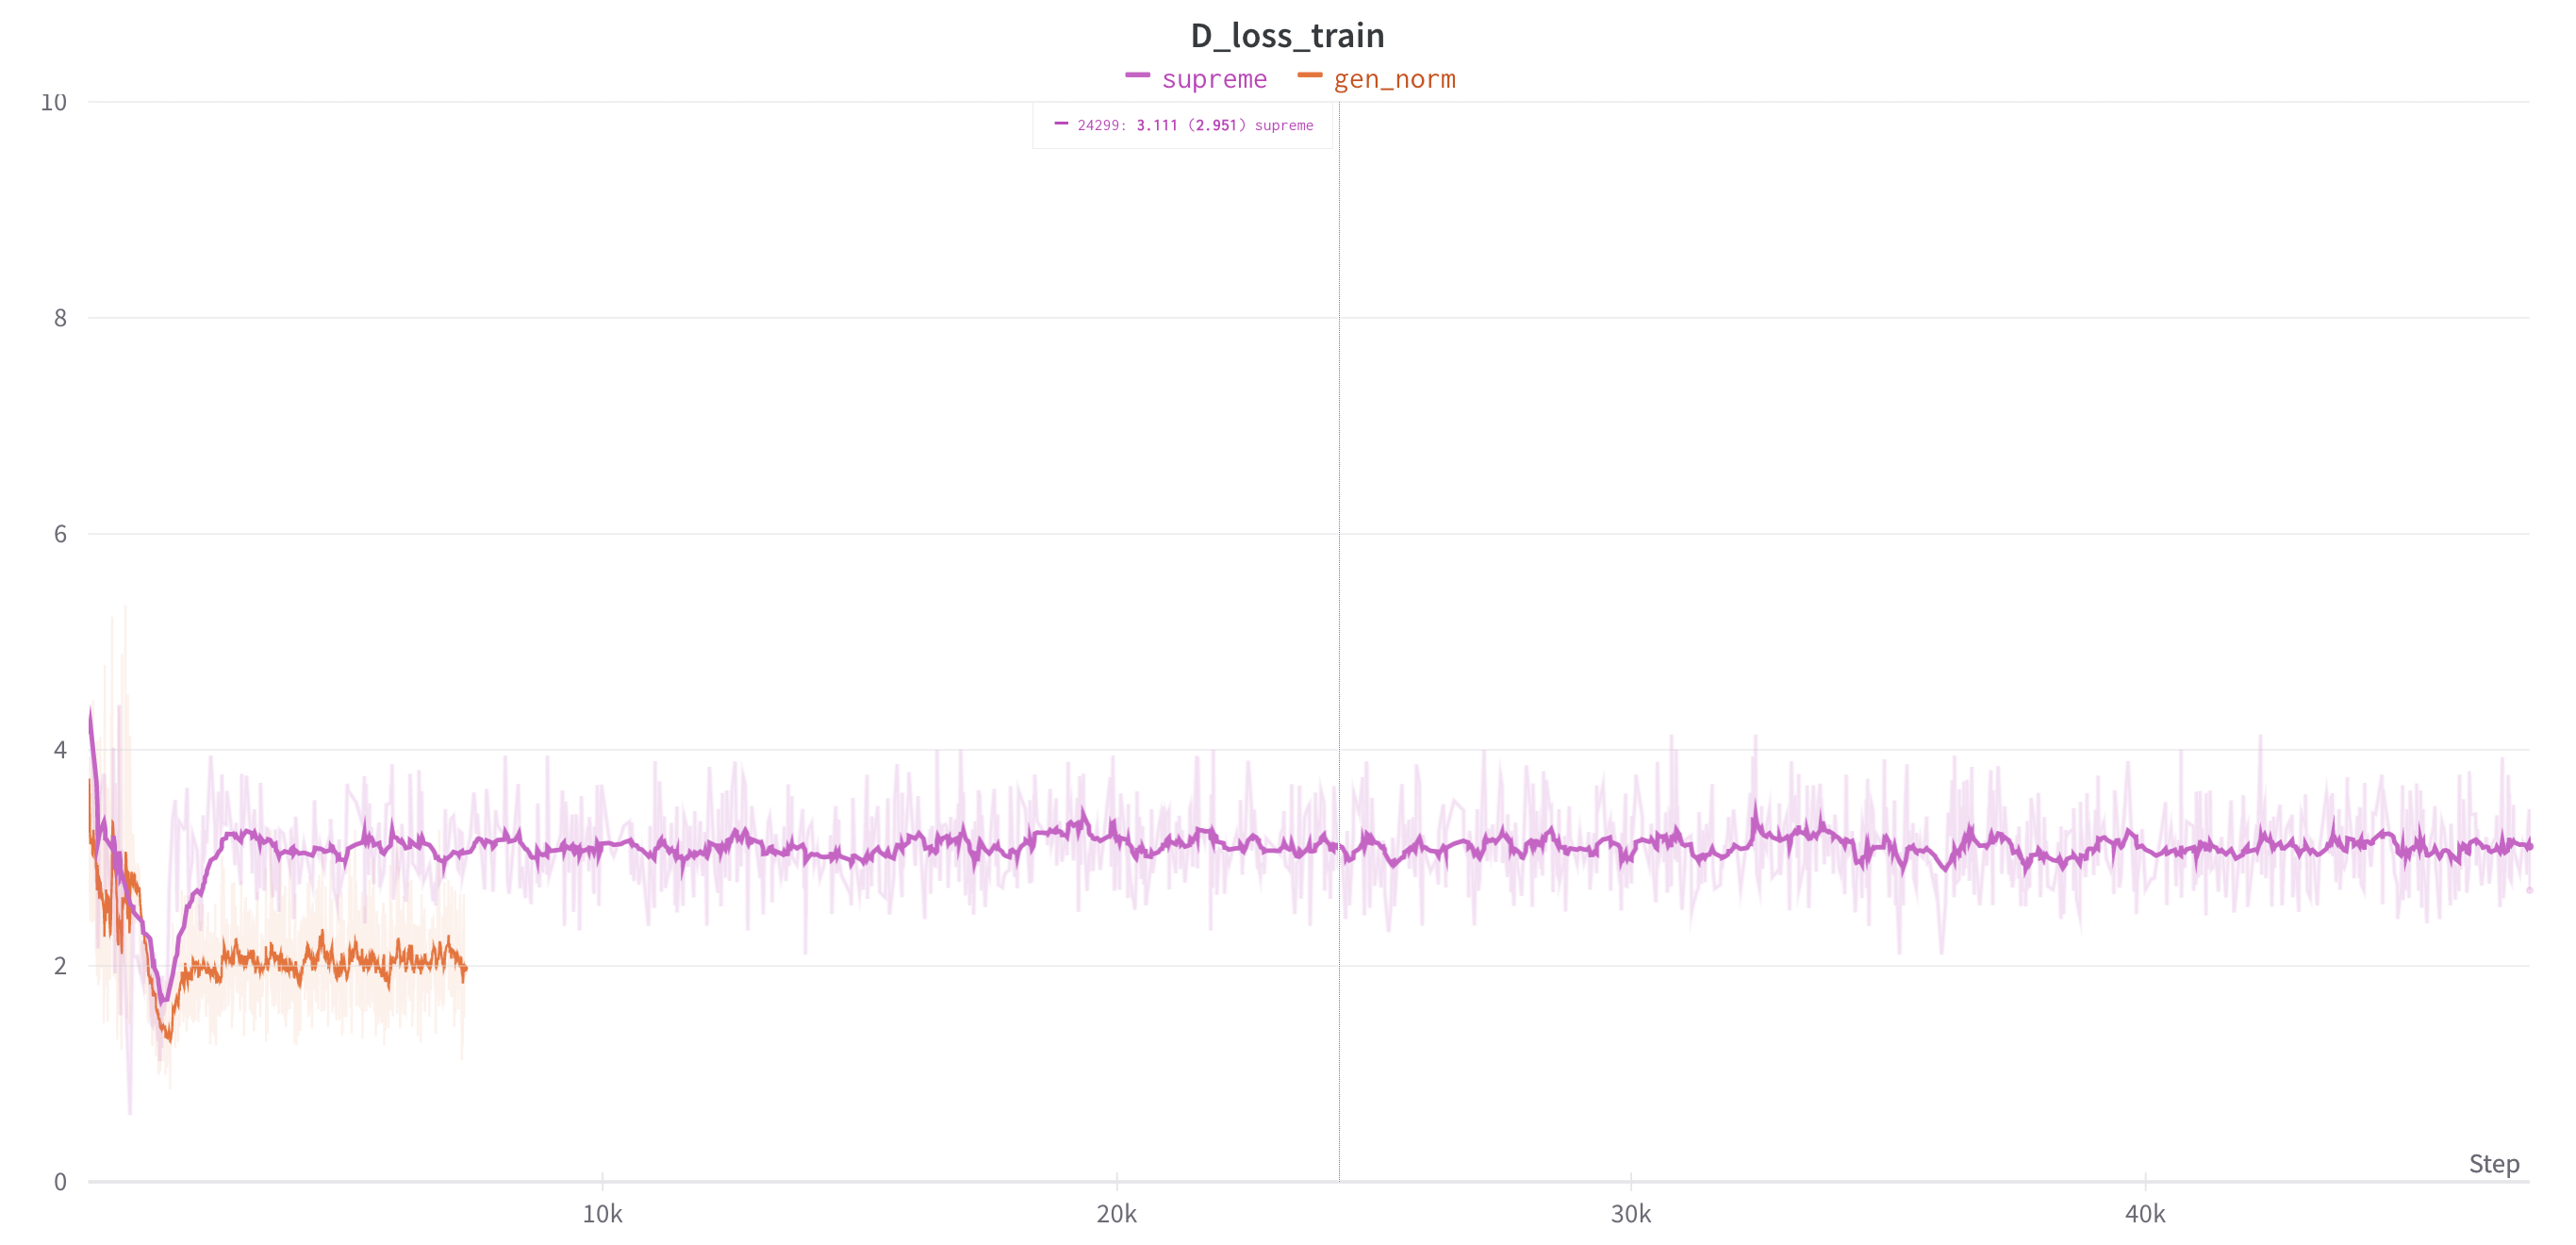 D_loss_train
supreme gen_norm
10
24299: 3.111 (2.951) supreme
8
6
4
2
Step
0
10k 20k 30k 40k